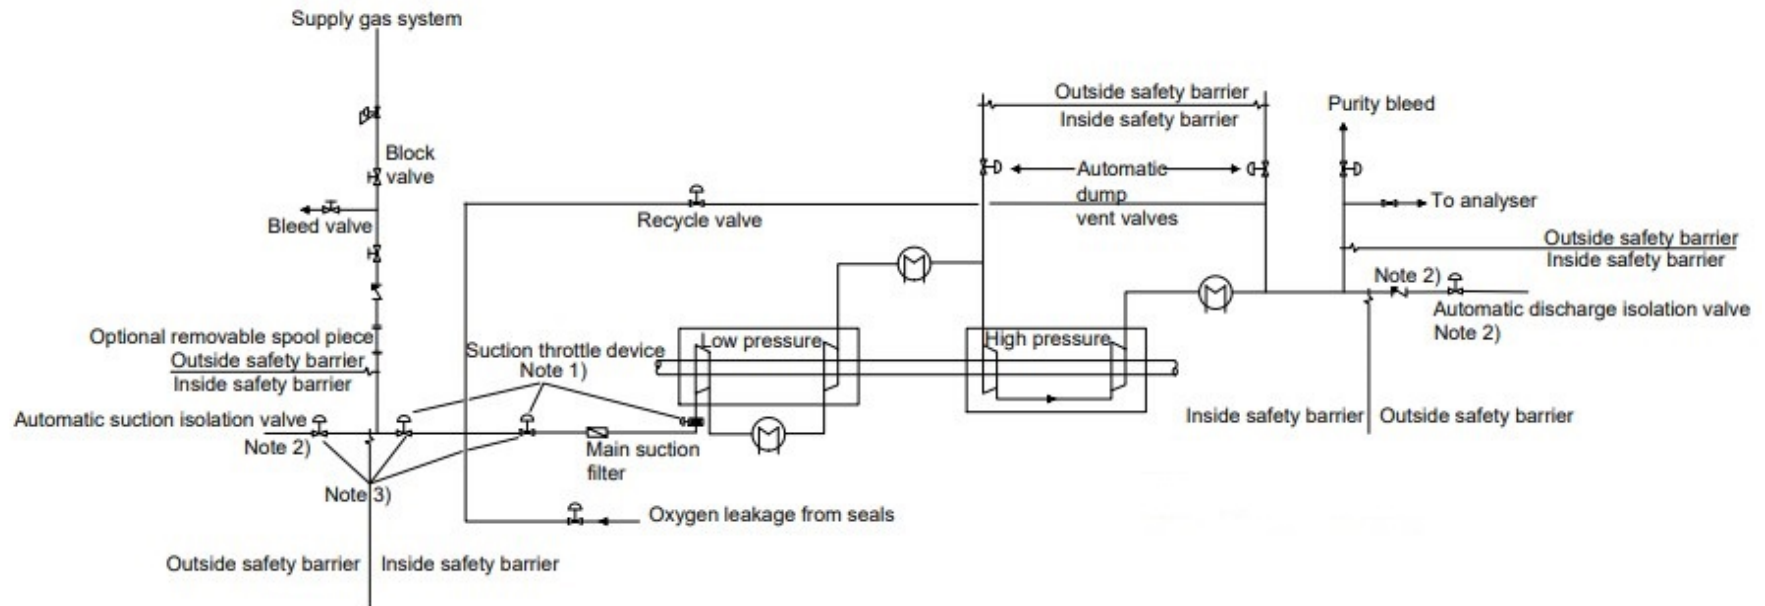 Supply gas system
Outside safety barrier
Inside safety barrier
Purity bleed
Block
valve
Automatic
dump
vent valves
Bleed valve
Recycle valve
To analyser
Outside safety barrier
Inside safety barrier
Note 2)
Automatic discharge isolation valve
Note 2)
Optional removable spool piece
Outside safety barrier
Inside safety barrier
Suction throttle device
Note 1)
Low pressure
High pressure
Automatic suction isolation valve
Note 2)
Main suction
filter
Inside safety barrier
Outside safety barrier
Note 3)
Oxygen leakage from seals
Outside safety barrier
Inside safety barrier